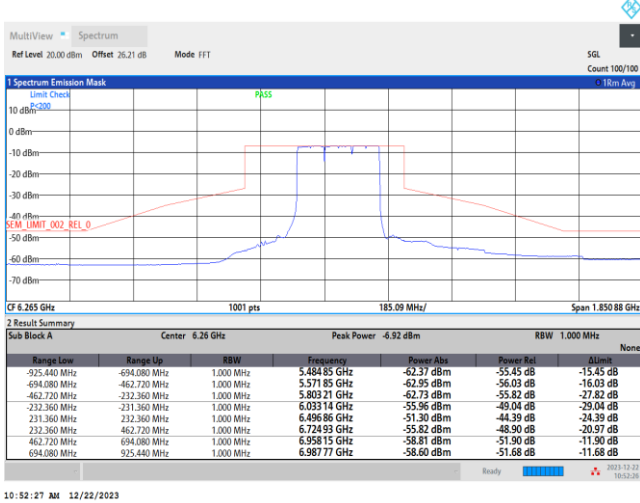 MultiView Spectrum
Ref Level 20.00 dBm Offset 26.21 dB Mode FFT SGL
Count 100/100
1 Spectrum Emission Mask 1Rm Avg
Limit Check PASS
P<200
10 dBm
0 dBm
-10 dBm
-20 dBm
-30 dBm
-40 dBm
SEM_LIMIT_002_REL_0
-50 dBm
-60 dBm
-70 dBm
CF 6.265 GHz 1001 pts 185.09 MHz/ Span 1.850 88 GHz
2 Result Summary
Sub Block A Center 6.26 GHz Peak Power -6.92 dBm RBW 1.000 MHz
None
Range Low Range Up RBW Frequency Power Abs Power Rel ΔLimit
-925.440 MHz -694.080 MHz 1.000 MHz 5.484 85 GHz -62.37 dBm -55.45 dB -15.45 dB
-694.080 MHz -462.720 MHz 1.000 MHz 5.571 85 GHz -62.95 dBm -56.03 dB -16.03 dB
-462.720 MHz -232.360 MHz 1.000 MHz 5.803 21 GHz -62.73 dBm -55.82 dB -27.82 dB
-232.360 MHz -231.360 MHz 1.000 MHz 6.033 14 GHz -55.96 dBm -49.04 dB -29.04 dB
231.360 MHz 232.360 MHz 1.000 MHz 6.496 86 GHz -51.30 dBm -44.39 dB -24.39 dB
232.360 MHz 462.720 MHz 1.000 MHz 6.724 93 GHz -55.82 dBm -48.90 dB -20.97 dB
462.720 MHz 694.080 MHz 1.000 MHz 6.958 15 GHz -58.81 dBm -51.90 dB -11.90 dB
694.080 MHz 925.440 MHz 1.000 MHz 6.987 77 GHz -58.60 dBm -51.68 dB -11.68 dB
Ready 2023-12-22
10:52:26
10:52:27 AM 12/22/2023